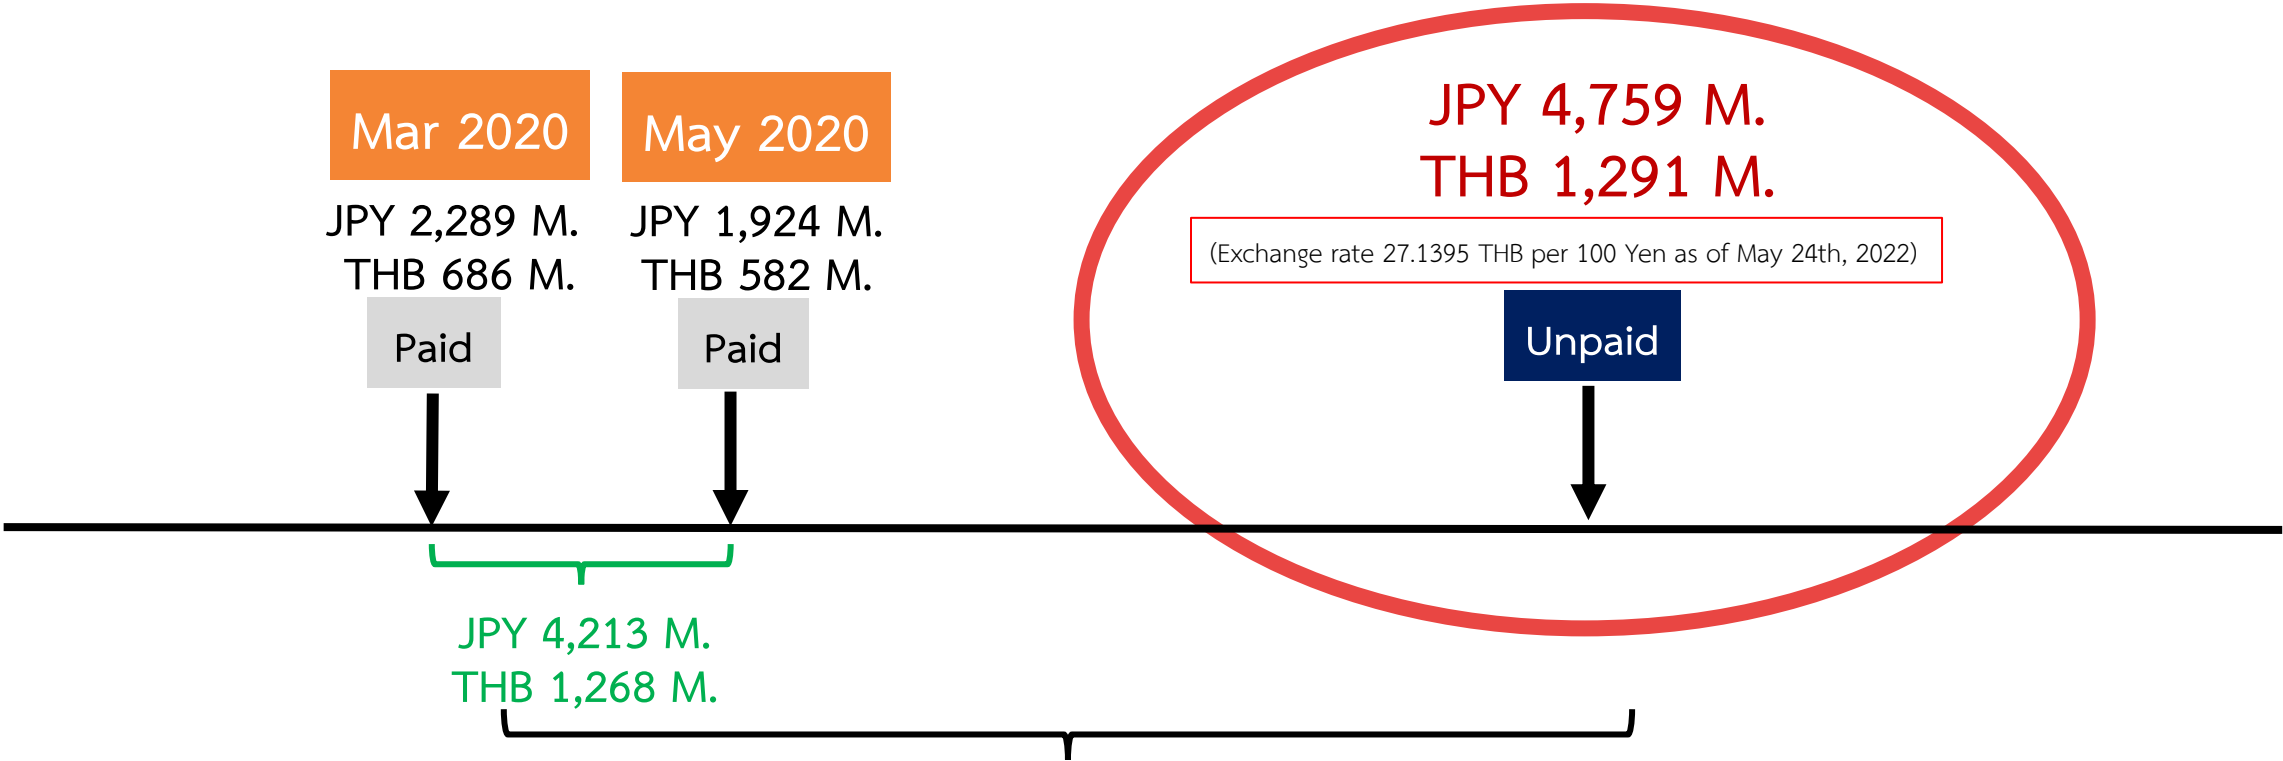 Mar 2020
JPY 2,289 M.
THB 686 M.
Paid
May 2020
JPY 1,924 M.
THB 582 M.
Paid
JPY 4,759 M.
THB 1,291 M.
(Exchange rate 27.1395 THB per 100 Yen as of May 24th, 2022)
Unpaid
JPY 4,213 M.
THB 1,268 M.